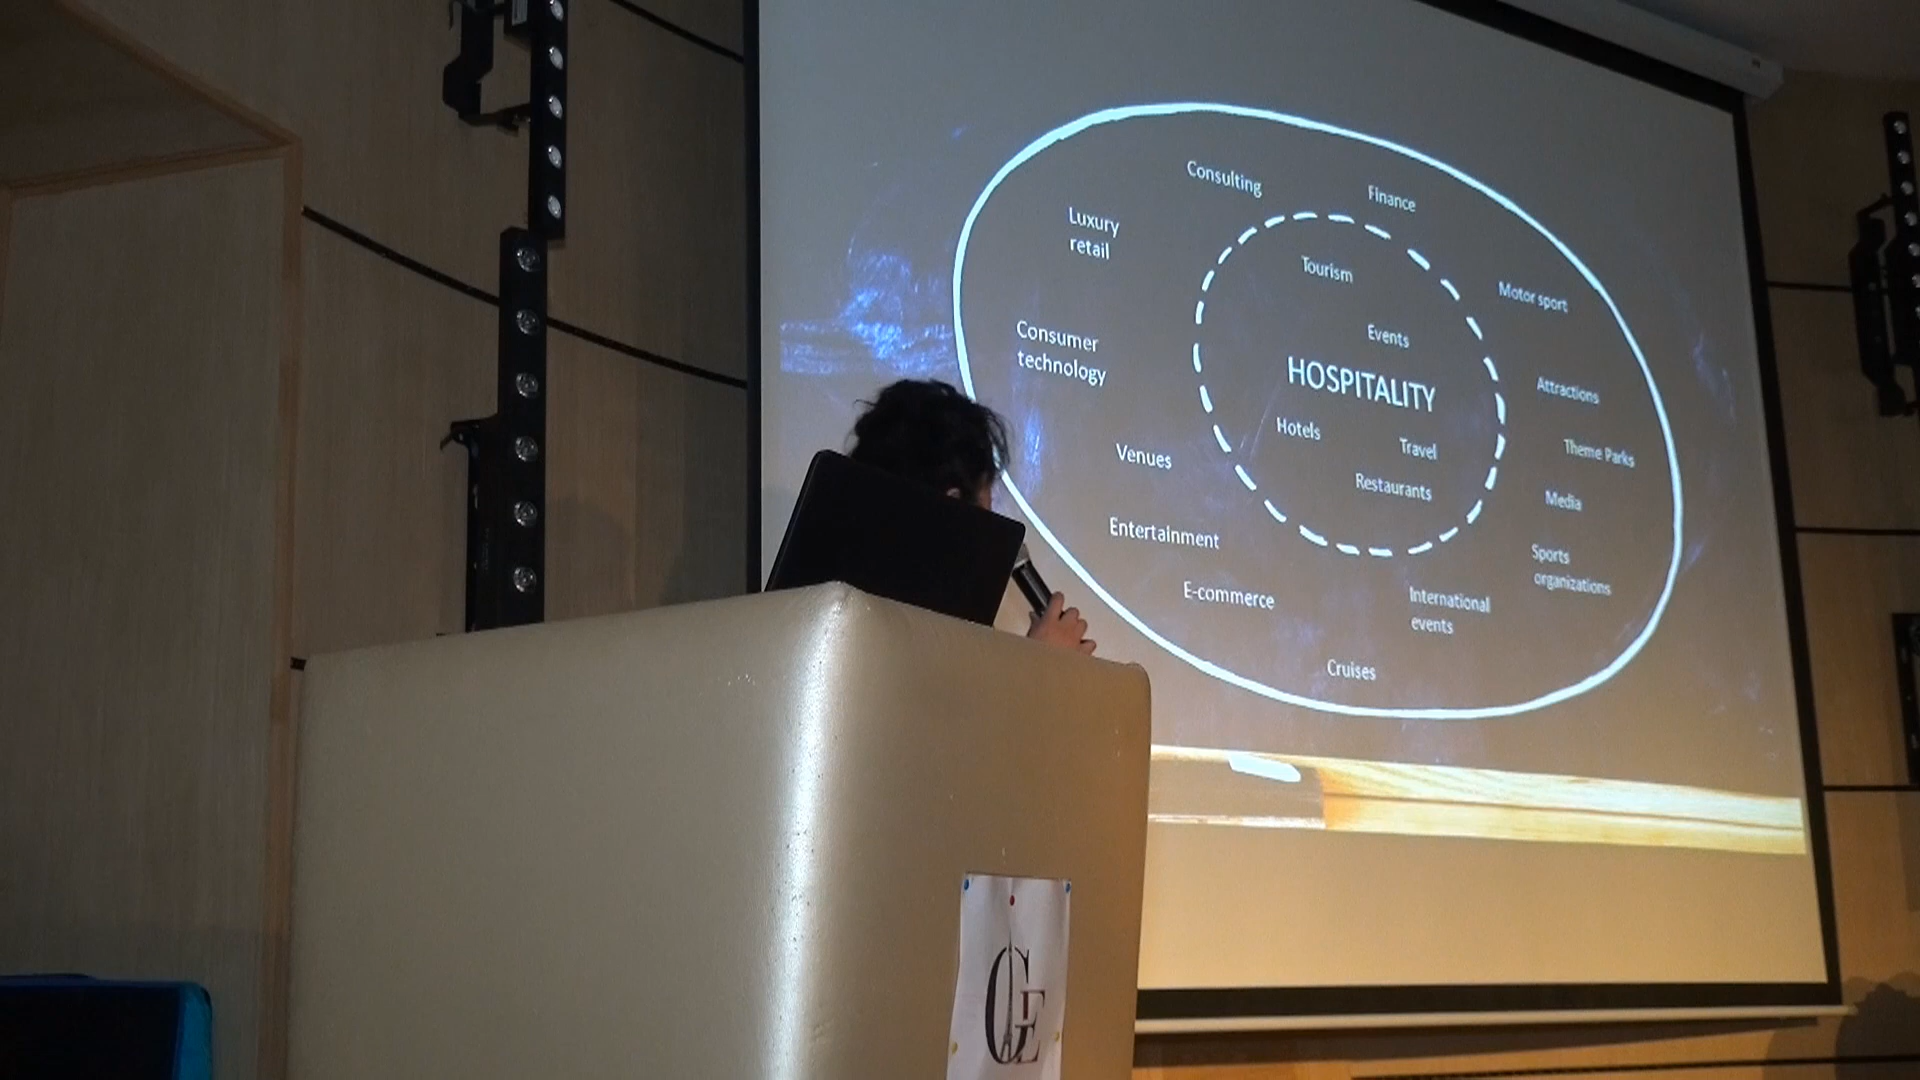 Consulting
Finance
Luxury
retail
Tourism
Motor sport
Events
Consumer
technology
HOSPITALITY
Attractions
Hotels
Travel
Venues
Theme Parks
Restaurants
Media
Entertainment
Sports
organizations
E-commerce
International
events
Cruises
GE